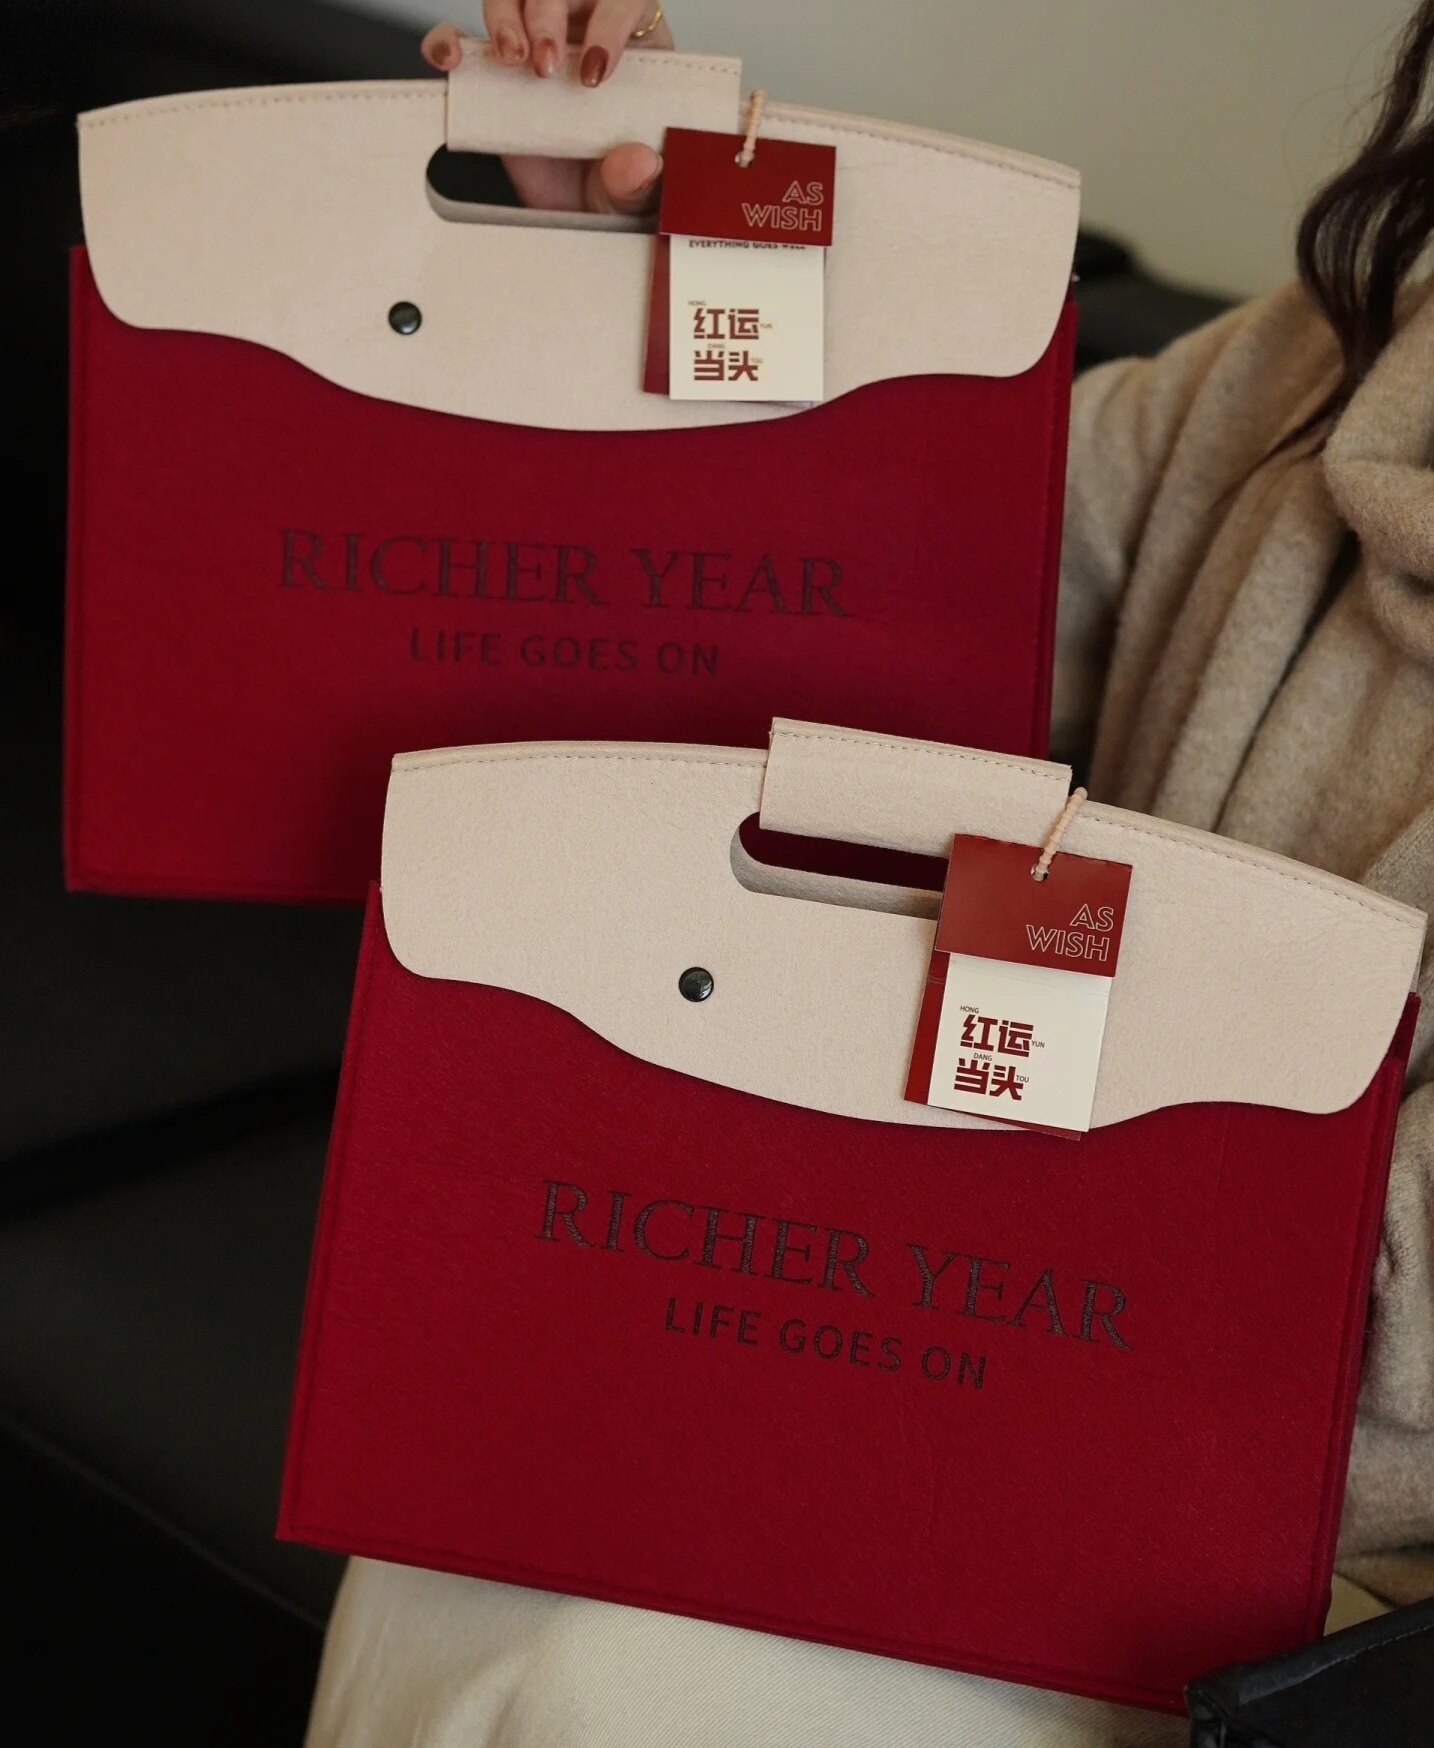 AS
WISH
EVERYTHING GOES WELL
HONG
红运
YUN
DANG
当头
TOU
RICHER YEAR
LIFE GOES ON
AS
WISH
HONG
红运
YUN
DANG
当头
TOU
RICHER YEAR
LIFE GOES ON